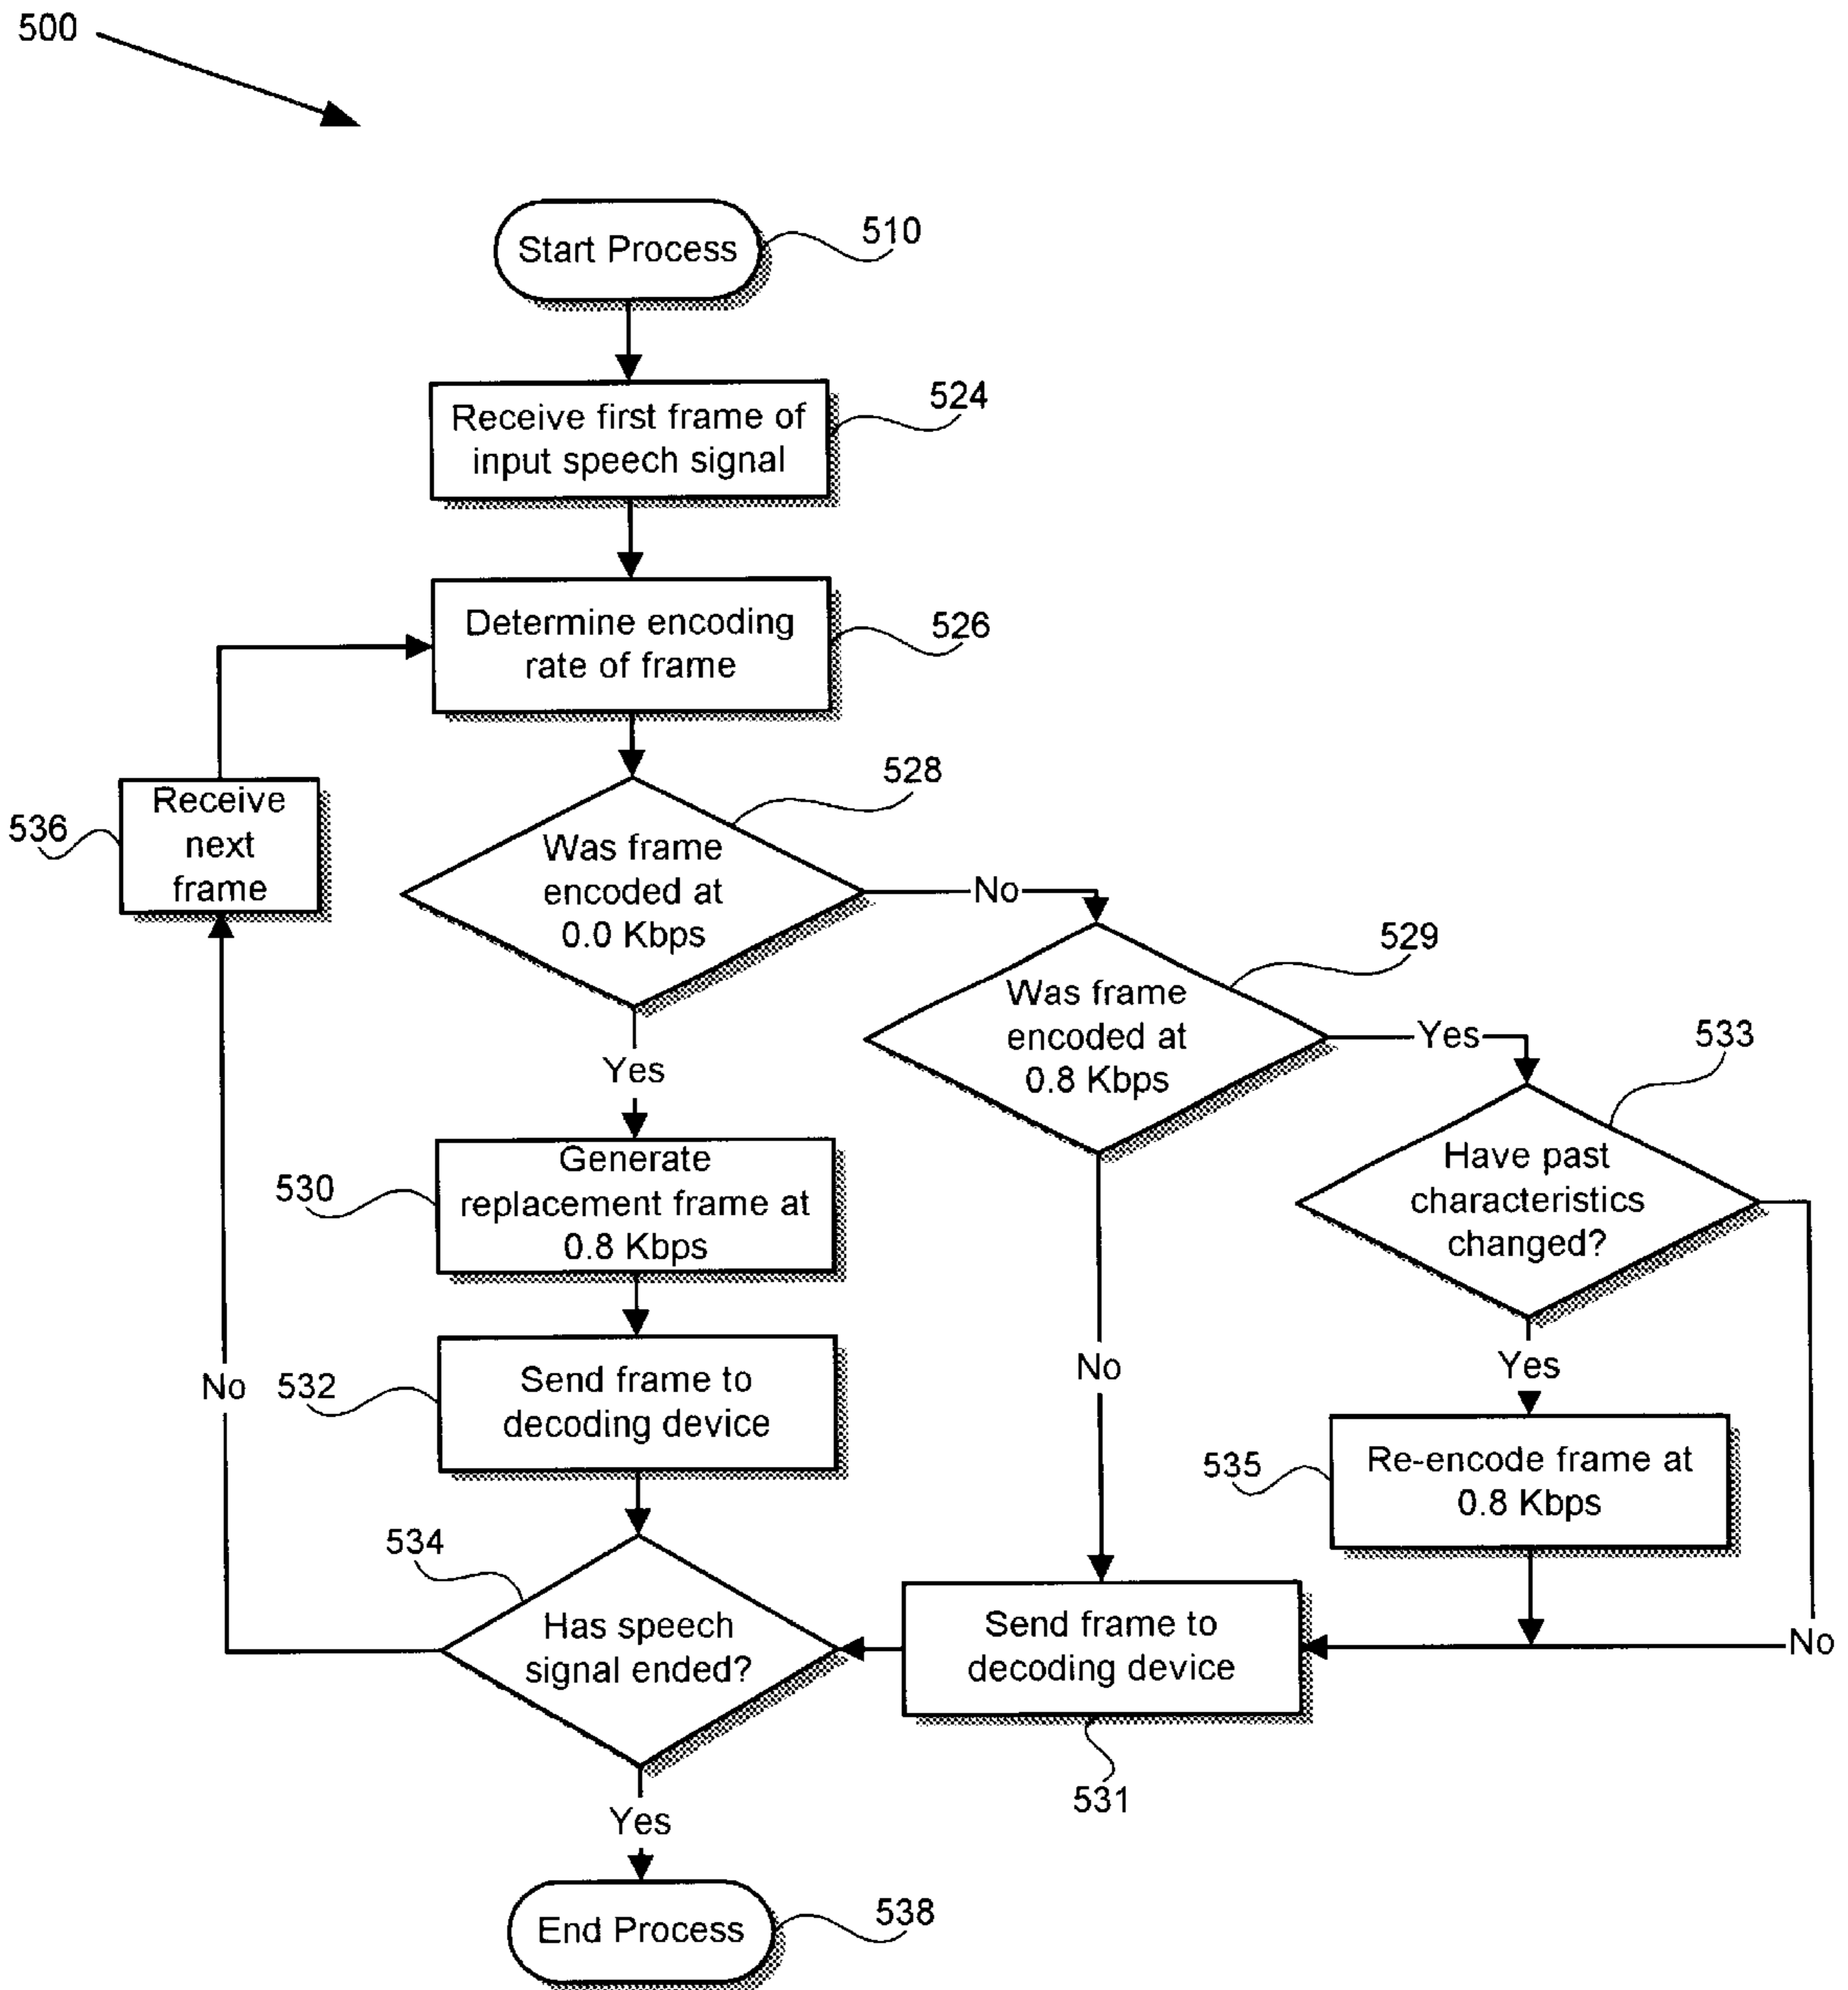 500
Start Process
510
Receive first frame of
input speech signal
524
Determine encoding
rate of frame
526
Receive
next
frame
536
Was frame
encoded at
0.0 Kbps
528
No
Was frame
encoded at
0.8 Kbps
529
Yes
Have past
characteristics
changed?
533
Yes
Generate
replacement frame at
0.8 Kbps
530
No
Yes
Send frame to
decoding device
532
No
Re-encode frame at
0.8 Kbps
535
Has speech
signal ended?
534
Send frame to
decoding device
531
No
Yes
End Process
538